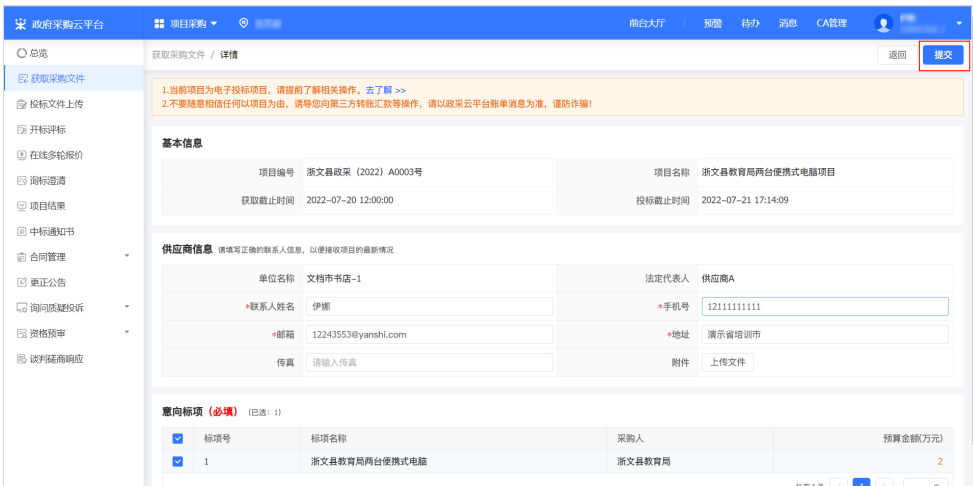 政府采购云平台
项目采购
前台大厅
预警
待办
消息
CA管理
总览
获取采购文件
投标文件上传
开标评标
在线多轮报价
询标澄清
项目结果
中标通知书
合同管理
更正公告
询问质疑投诉
资格预审
谈判磋商响应
获取采购文件 / 详情
返回
提交
1.当前项目为电子投标项目，请提前了解相关操作。去了解 >>
2.不要随意相信任何以项目为由，诱导您向第三方转账汇款等操作，请以政采云平台账单消息为准，谨防诈骗！
基本信息
项目编号 浙文县政采（2022）A0003号 项目名称 浙文县教育局两台便携式电脑项目
获取截止时间 2022-07-20 12:00:00 投标截止时间 2022-07-21 17:14:09
供应商信息 请填写正确的联系人信息，以便接收项目的最新情况
单位名称 文档市书店-1 法定代表人 供应商A
*联系人姓名 伊娜 *手机号 12111111111
*邮箱 12243553@yanshi.com *地址 演示省培训市
传真 请输入传真 附件 上传文件
意向标项（必填） (已选：1)
标项号 标项名称 采购人 预算金额(万元)
1 浙文县教育局两台便携式电脑 浙文县教育局 2